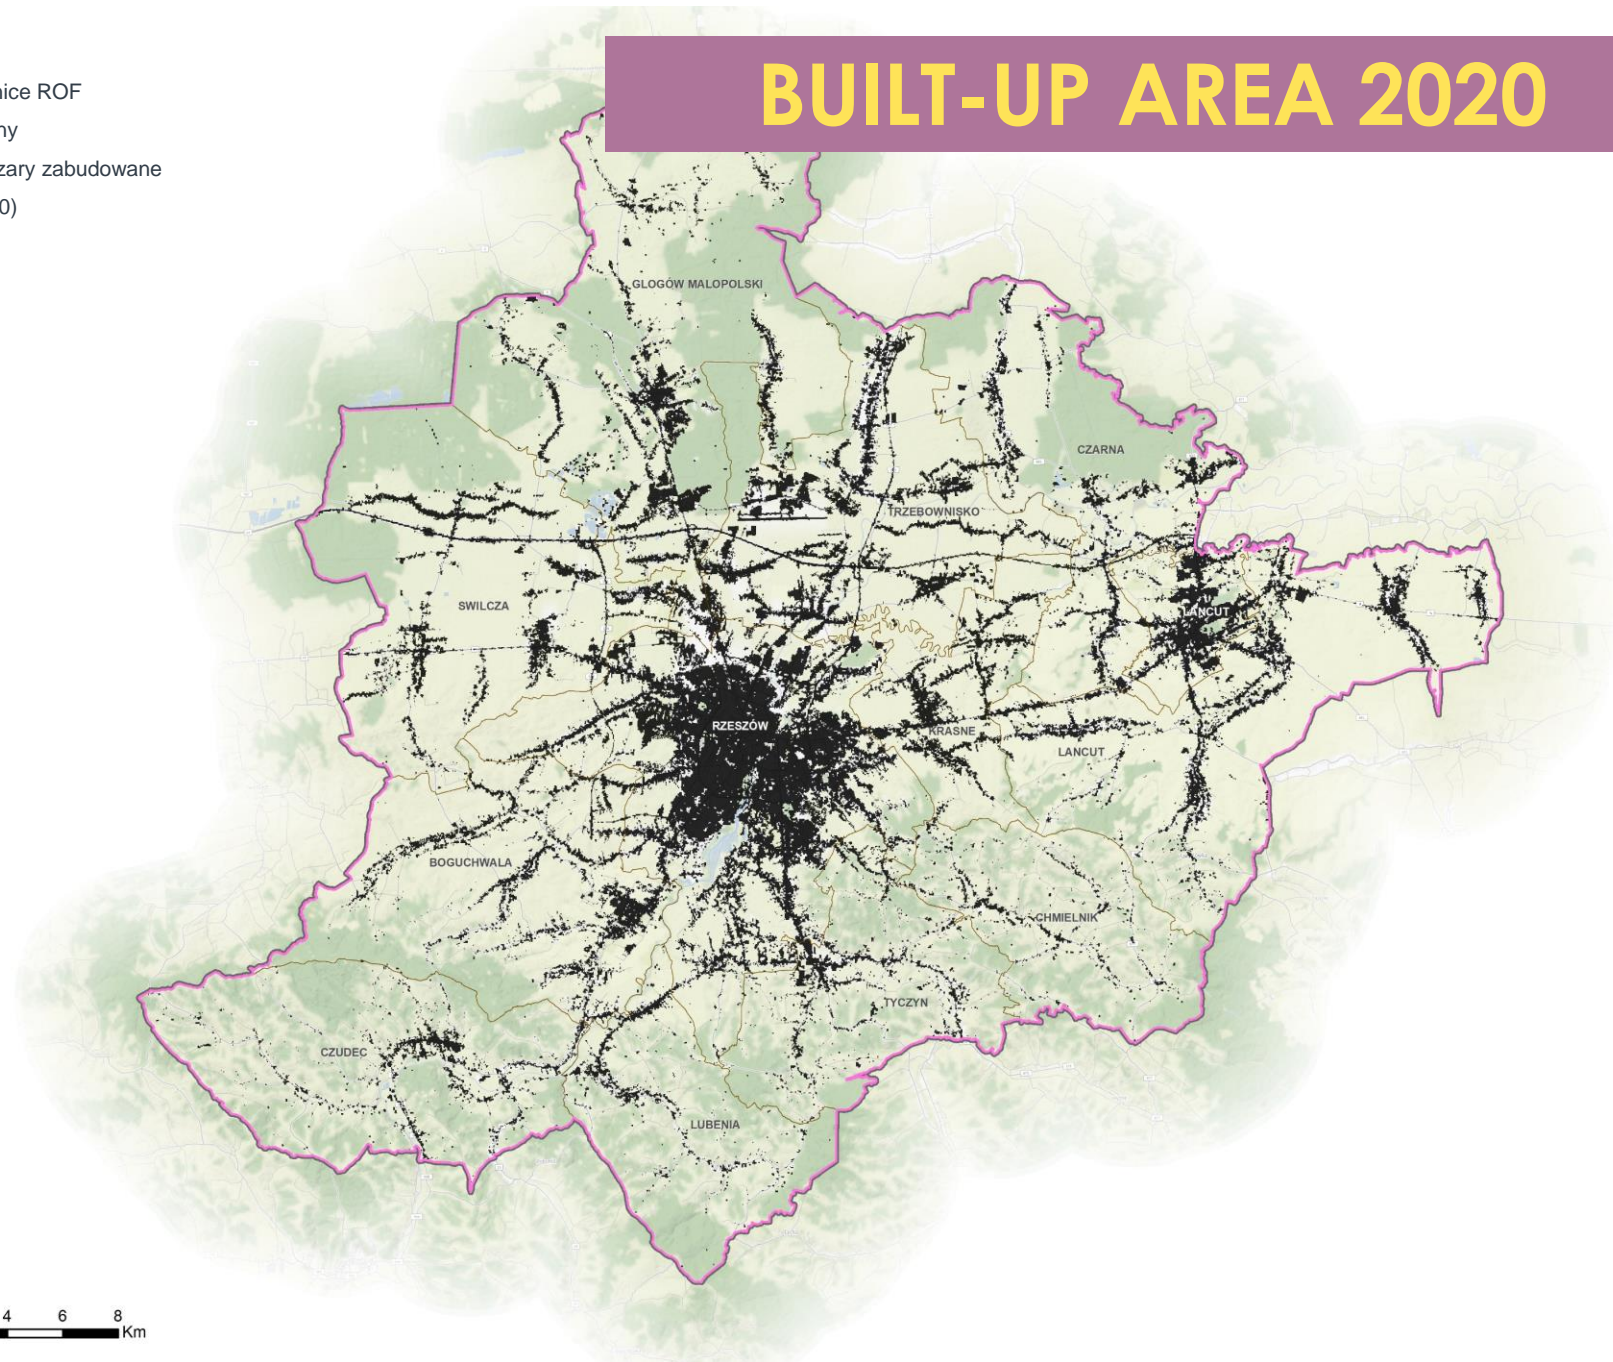 BUILT-UP AREA 2020
nice ROF
ny
zary zabudowane
0)
GLOGÓW MALOPOLSKI
CZARNA
TRZEBOWNISKO
SWILCZA
LANCUT
RZESZÓW
KRASNE
LANCUT
BOGUCHWALA
CHMIELNIK
TYCZYN
CZUDEC
LUBENIA
4 6 8
Km